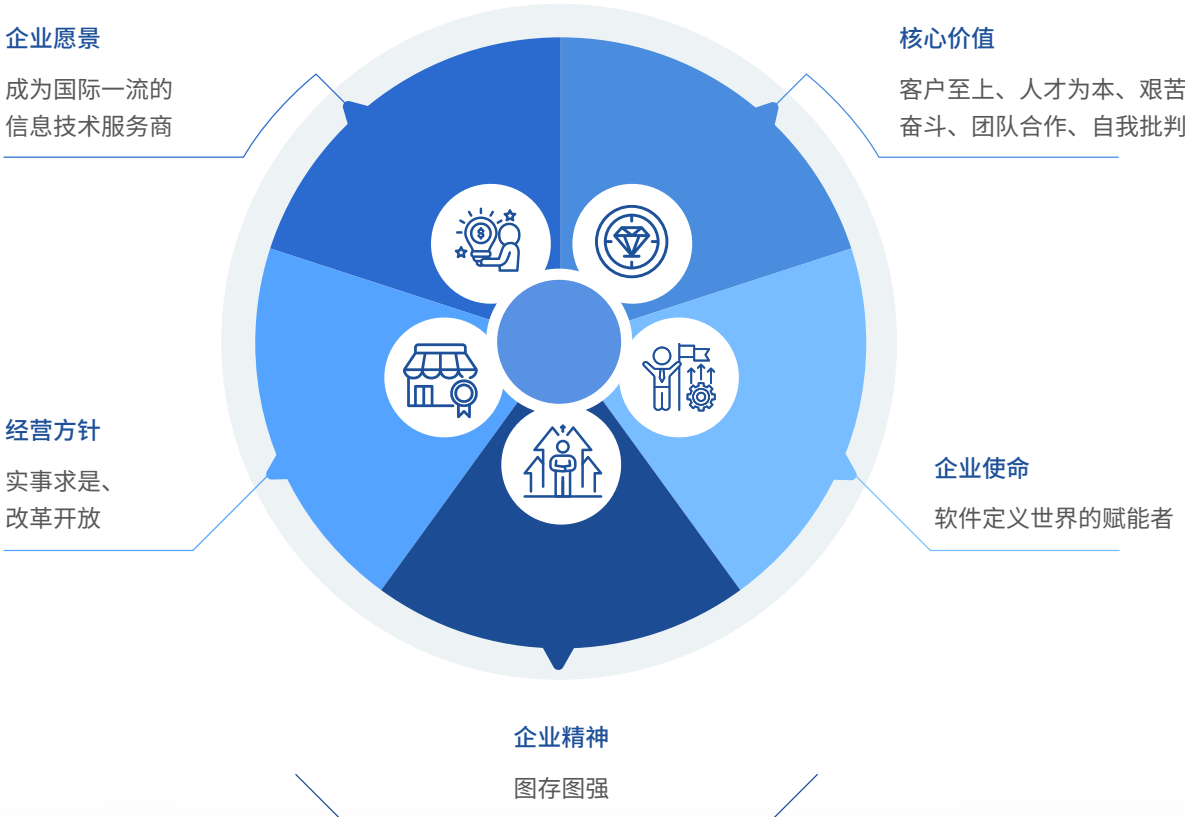 企业愿景
成为国际一流的
信息技术服务商
核心价值
客户至上、人才为本、艰苦
奋斗、团队合作、自我批判
经营方针
实事求是、
改革开放
企业使命
软件定义世界的赋能者
企业精神
图存图强